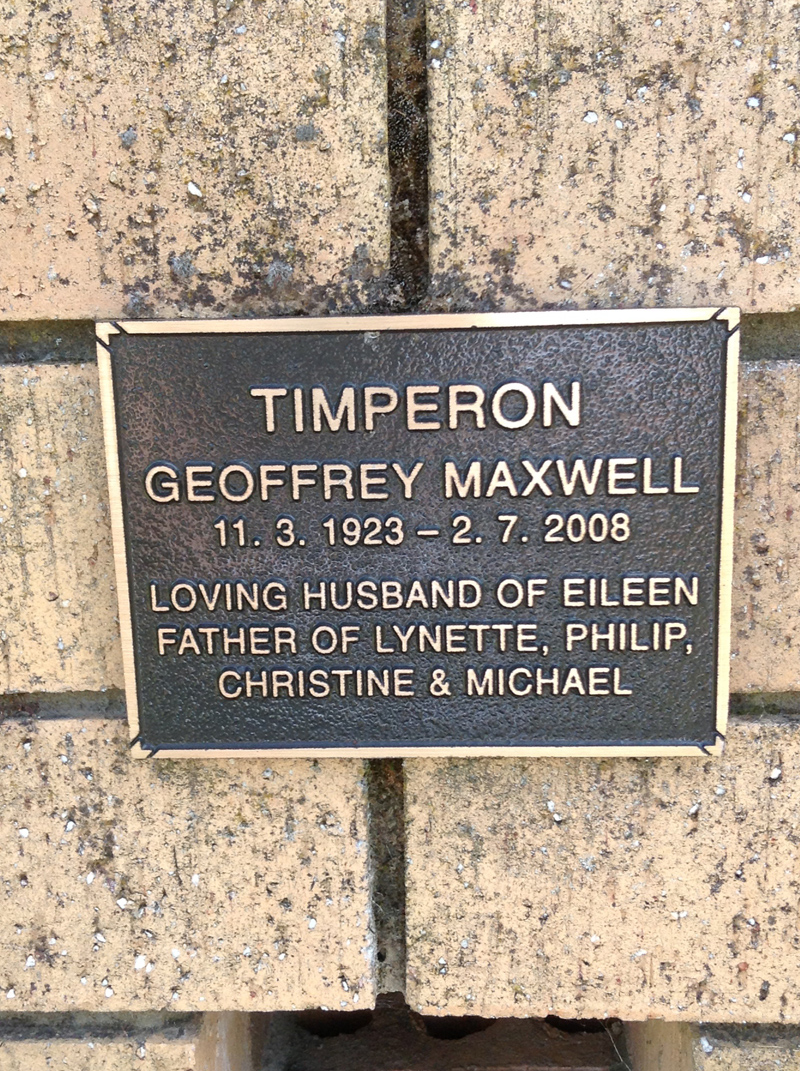 TIMPERON
GEOFFREY MAXWELL
11. 3. 1923 – 2. 7. 2008
LOVING HUSBAND OF EILEEN
FATHER OF LYNETTE, PHILIP,
CHRISTINE & MICHAEL